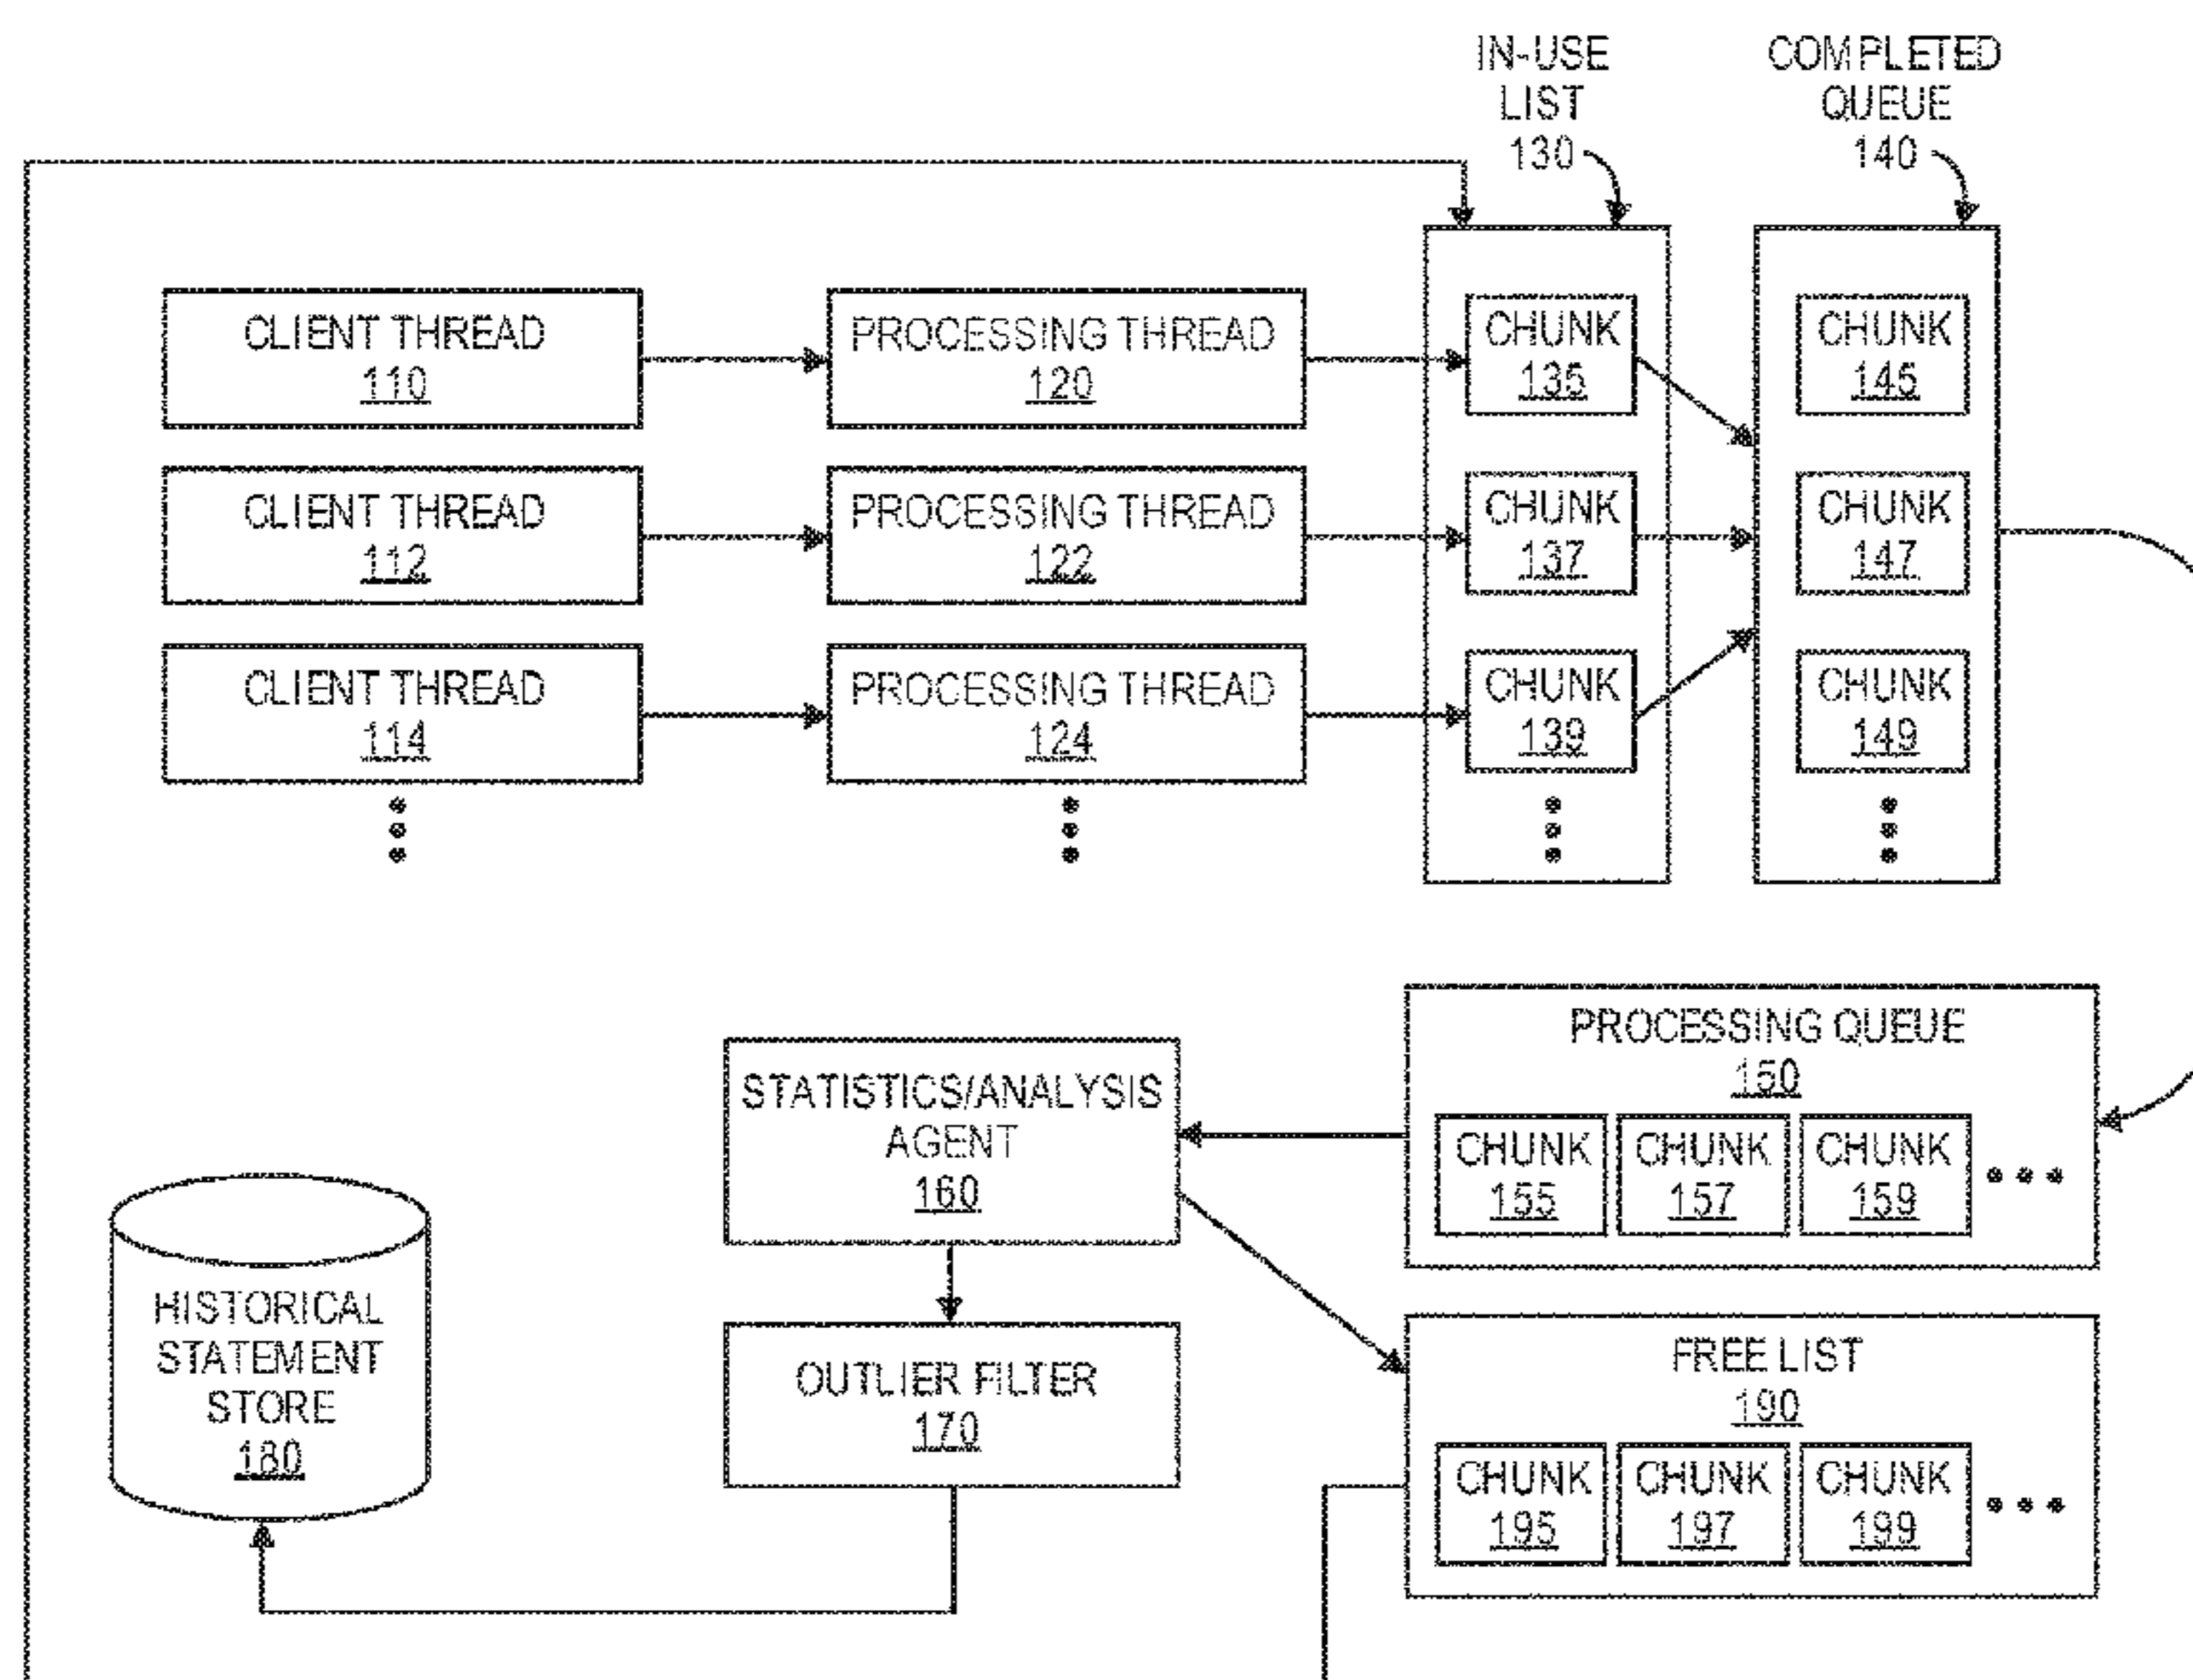 IN-USE
LIST
130
COMPLETED
QUEUE
140
CLIENT THREAD
110
PROCESSING THREAD
120
CHUNK
135
CHUNK
145
CLIENT THREAD
112
PROCESSING THREAD
122
CHUNK
137
CHUNK
147
CLIENT THREAD
114
PROCESSING THREAD
124
CHUNK
139
CHUNK
149
PROCESSING QUEUE
150
CHUNK
155
CHUNK
157
CHUNK
159
STATISTICS/ANALYSIS
AGENT
160
HISTORICAL
STATEMENT
STORE
180
OUTLIER FILTER
170
FREE LIST
190
CHUNK
195
CHUNK
197
CHUNK
199